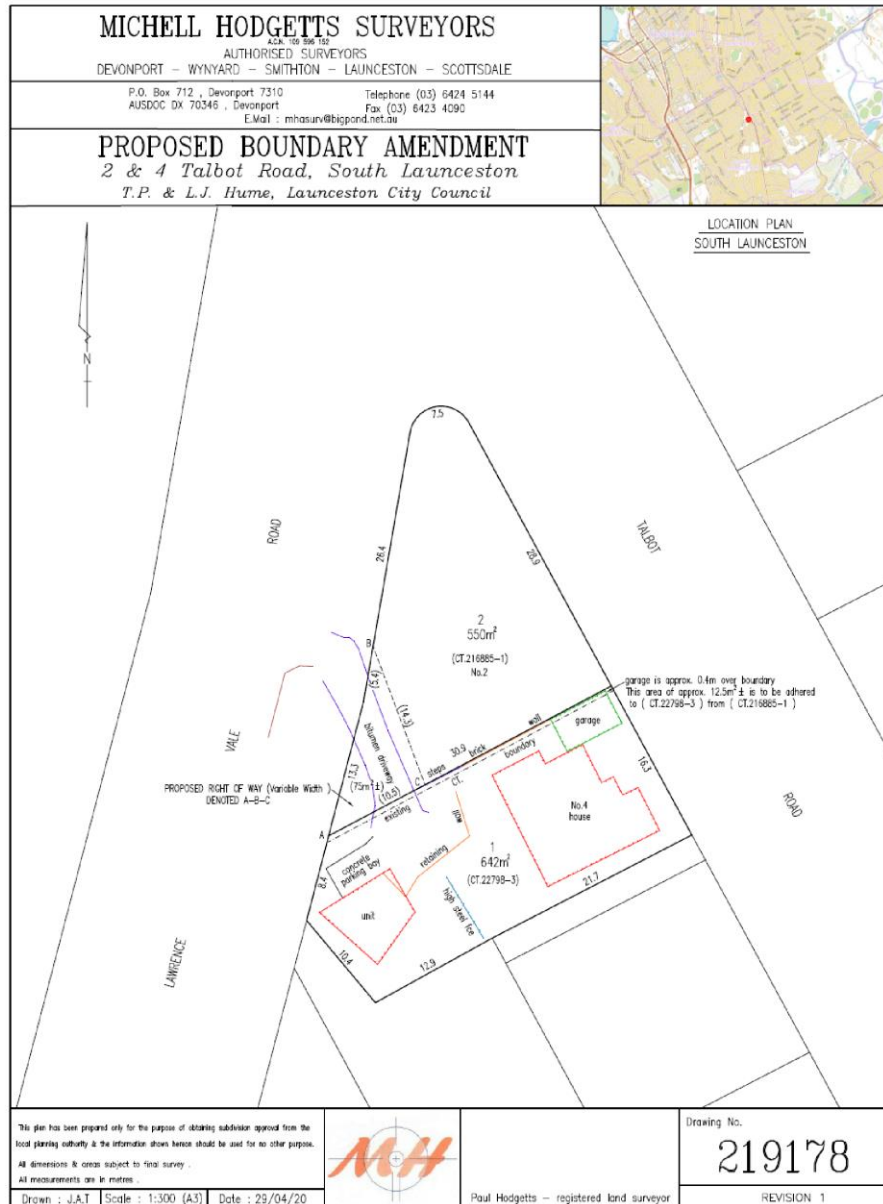 MICHELL HODGETTS SURVEYORS
A.C.N. 109 596 152
AUTHORISED SURVEYORS
DEVONPORT – WYNYARD – SMITHTON – LAUNCESTON – SCOTTSDALE
P.O. Box 712 , Devonport 7310
AUSDOC DX 70346 , Devonport
Telephone (03) 6424 5144
Fax (03) 6423 4090
E.Mail : mhasurv@bigpond.net.au
PROPOSED BOUNDARY AMENDMENT
2 & 4 Talbot Road, South Launceston
T.P. & L.J. Hume, Launceston City Council
LOCATION PLAN
SOUTH LAUNCESTON
N
7.5
ROAD
26.4
28.9
TALBOT
2
550m²
(CT.216885–1)
No.2
B
(5.4)
(14.3)
garage is approx. 0.4m over boundary
This area of approx. 12.5m² ± is to be adhered
to ( CT.22798–3 ) from ( CT.216885–1 )
VALE
bitumen driveway
13.3
(75m²±)
PROPOSED RIGHT OF WAY (Variable Width )
DENOTED A–B–C
(10.5)
C
steps
30.9
brick
wall
garage
existing
CT.
boundary
16.3
ROAD
A
8.4
concrete
parking bay
retaining
wall
No.4
house
1
642m²
(CT.22798–3)
unit
high steel fce
21.7
10.4
12.9
LAWRENCE
This plan has been prepared only for the purpose of obtaining subdivision approval from the
local planning authority & the information shown hereon should be used for no other purpose.
All dimensions & areas subject to final survey .
All measurements are in metres .
Drawn : J.A.T
Scale : 1:300 (A3)
Date : 29/04/20
MH
Paul Hodgetts – registered land surveyor
Drawing No.
219178
REVISION 1